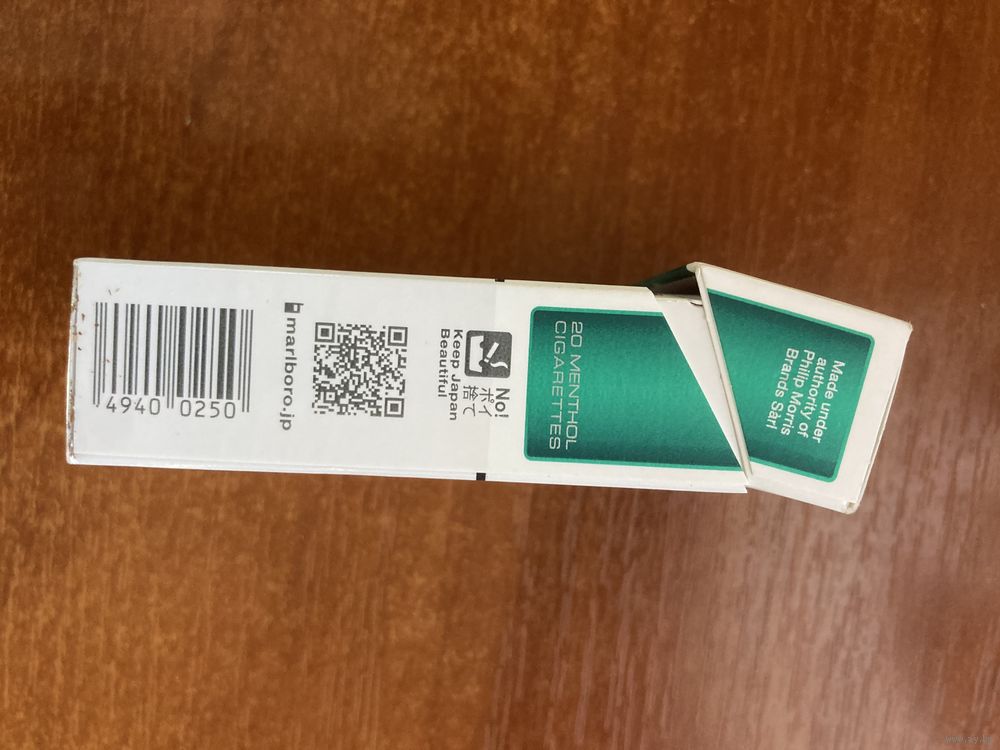 Made under
authority of
Philip Morris
Brands Sàrl
20 MENTHOL
CIGARETTES
No!
ポイ
捨て
Keep Japan
Beautiful
marlboro.jp
4940 0250